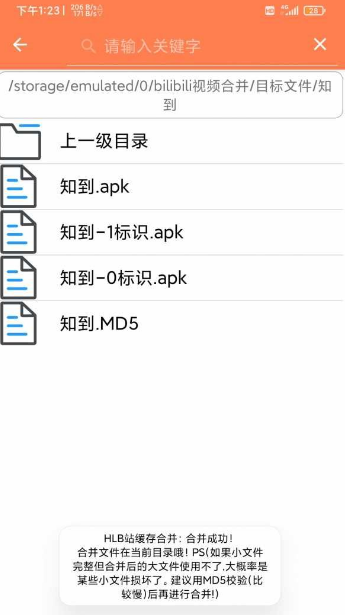 下午1:23 206 B/s 171 B/s HD 4G 28
请输入关键字
/storage/emulated/0/bilibili视频合并/目标文件/知
到
上一级目录
知到.apk
知到-1标识.apk
知到-0标识.apk
知到.MD5
HLB站缓存合并：合并成功！
合并文件在当前目录哦！PS(如果小文件
完整但合并后的大文件使用不了.大概率是
某些小文件损坏了。建议用MD5校验(比
较慢)后再进行合并!)